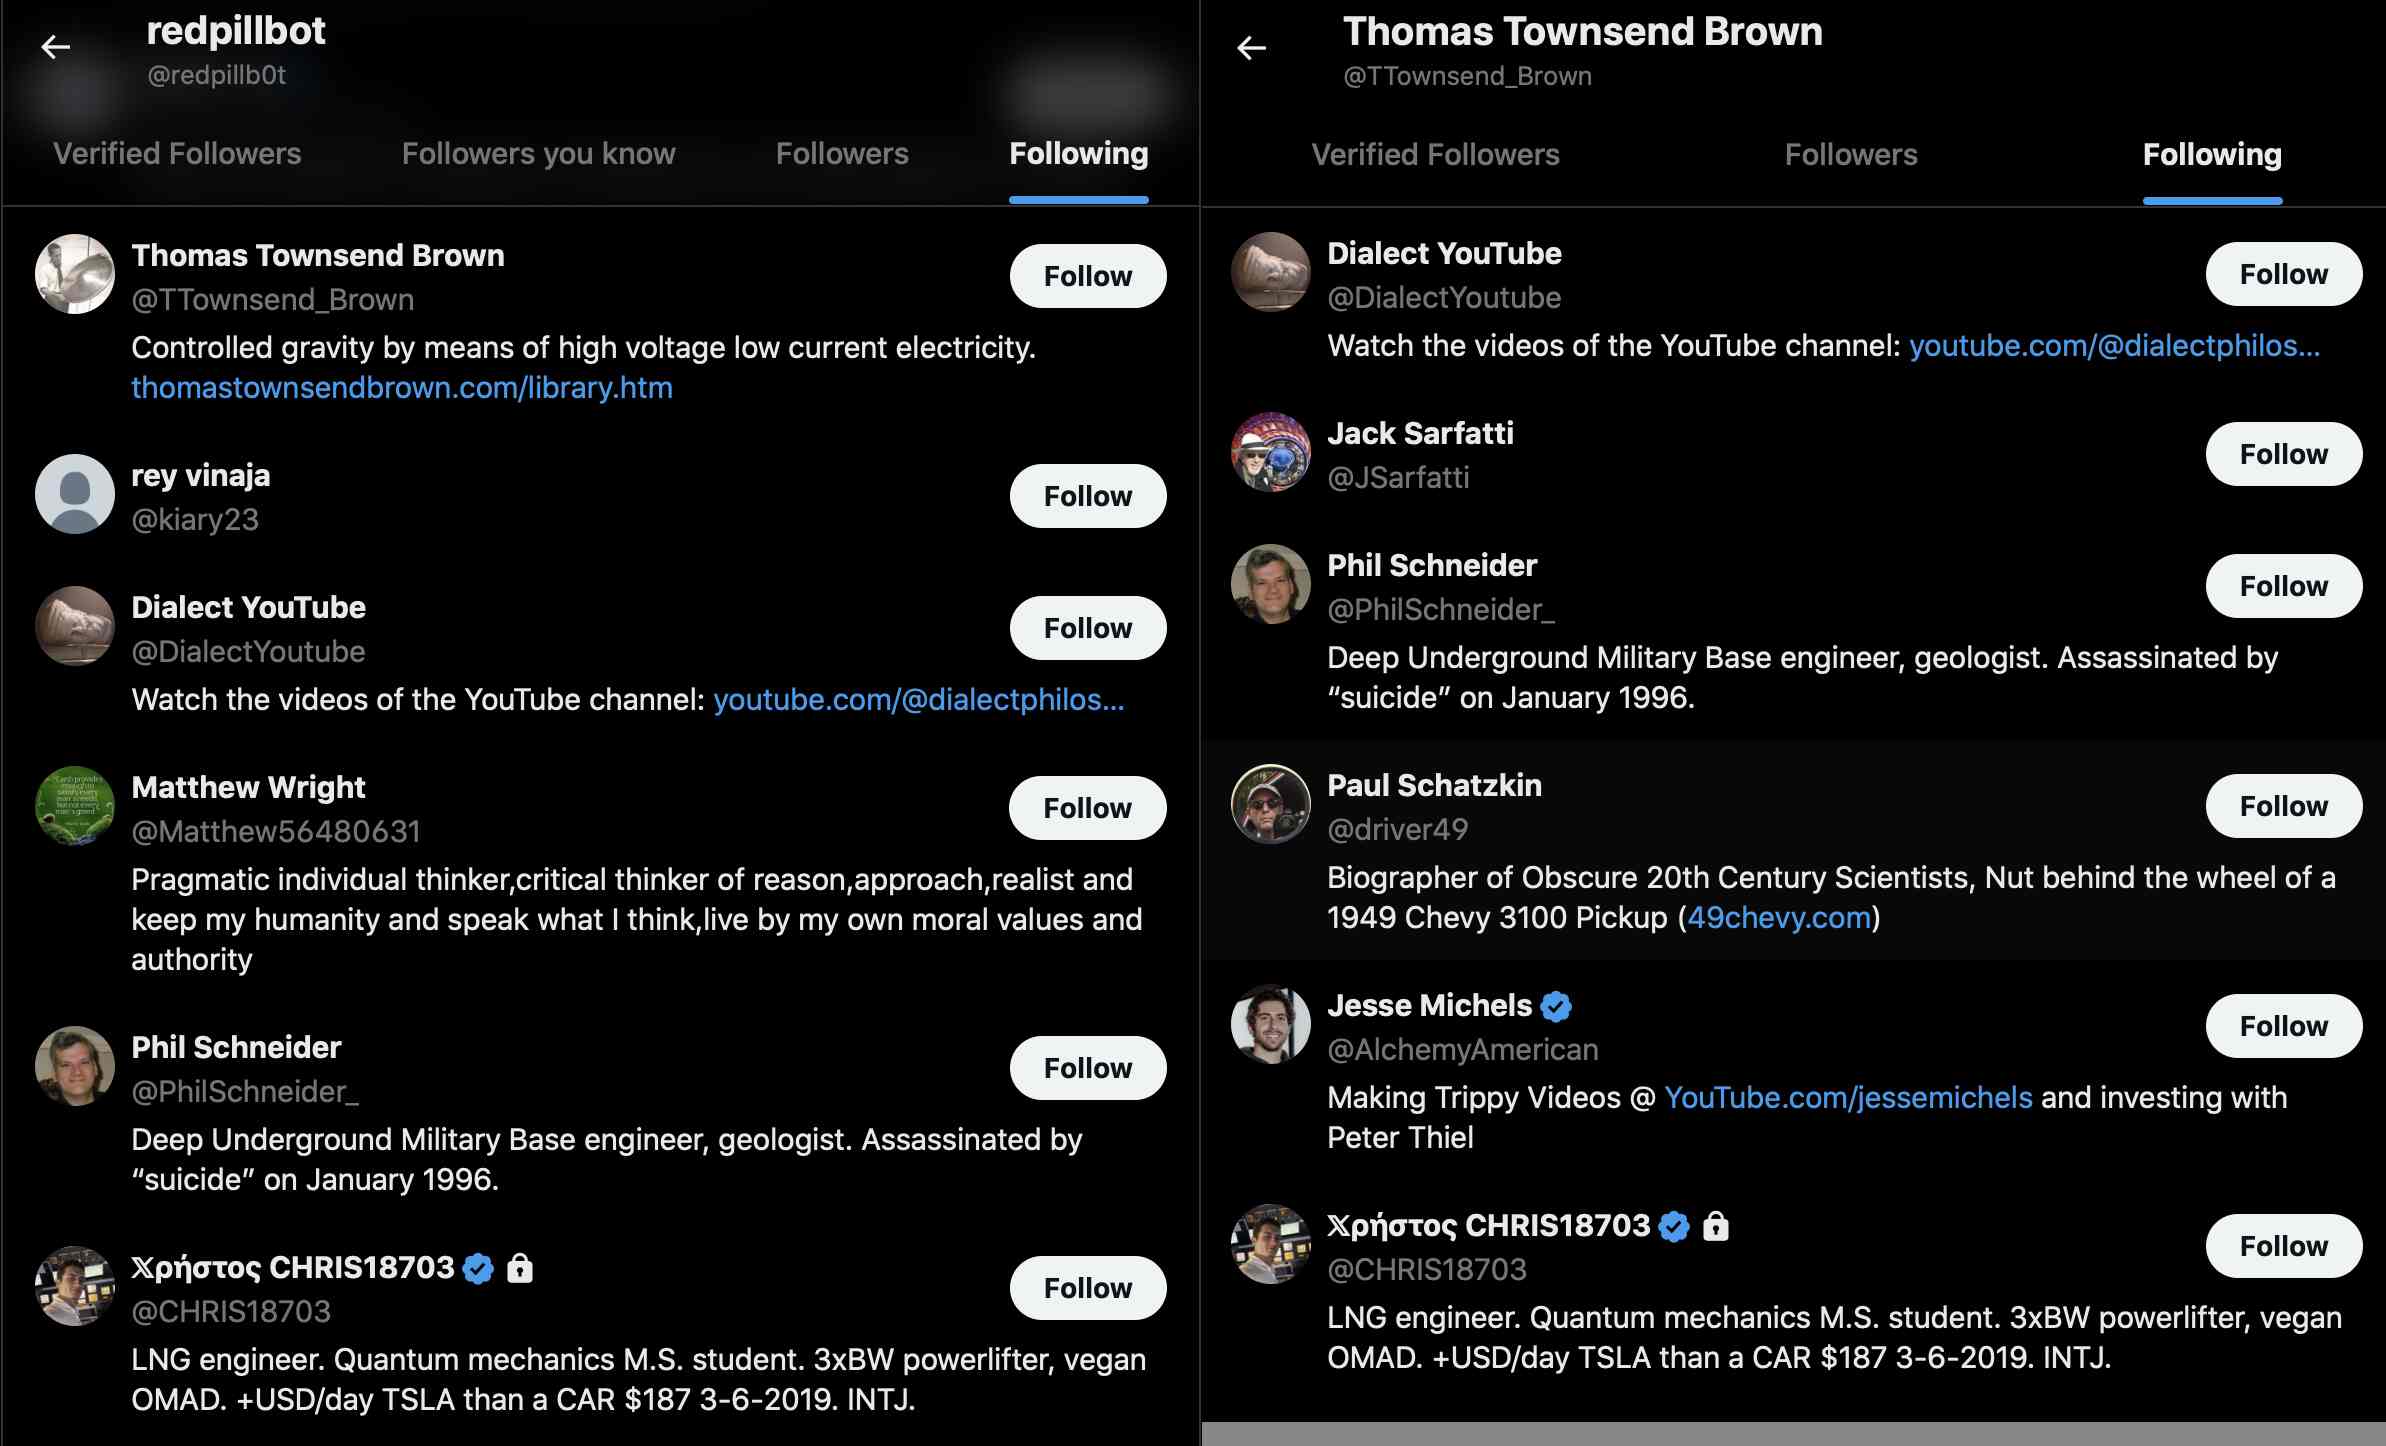 redpillbot
@redpillb0t
Verified Followers
Followers you know
Followers
Following
Thomas Townsend Brown
@TTownsend_Brown
Follow
Controlled gravity by means of high voltage low current electricity.
thomastownsendbrown.com/library.htm
rey vinaja
@kiary23
Follow
Dialect YouTube
@DialectYoutube
Follow
Watch the videos of the YouTube channel: youtube.com/@dialectphilos...
Matthew Wright
@Matthew56480631
Follow
Pragmatic individual thinker,critical thinker of reason,approach,realist and
keep my humanity and speak what I think,live by my own moral values and
authority
Phil Schneider
@PhilSchneider_
Follow
Deep Underground Military Base engineer, geologist. Assassinated by
“suicide” on January 1996.
𝕏ρήστος CHRIS18703
@CHRIS18703
Follow
LNG engineer. Quantum mechanics M.S. student. 3xBW powerlifter, vegan
OMAD. +USD/day TSLA than a CAR $187 3-6-2019. INTJ.
Thomas Townsend Brown
@TTownsend_Brown
Verified Followers
Followers
Following
Dialect YouTube
@DialectYoutube
Follow
Watch the videos of the YouTube channel: youtube.com/@dialectphilos...
Jack Sarfatti
@JSarfatti
Follow
Phil Schneider
@PhilSchneider_
Follow
Deep Underground Military Base engineer, geologist. Assassinated by
“suicide” on January 1996.
Paul Schatzkin
@driver49
Follow
Biographer of Obscure 20th Century Scientists, Nut behind the wheel of a
1949 Chevy 3100 Pickup (49chevy.com)
Jesse Michels
@AlchemyAmerican
Follow
Making Trippy Videos @ YouTube.com/jessemichels and investing with
Peter Thiel
𝕏ρήστος CHRIS18703
@CHRIS18703
Follow
LNG engineer. Quantum mechanics M.S. student. 3xBW powerlifter, vegan
OMAD. +USD/day TSLA than a CAR $187 3-6-2019. INTJ.